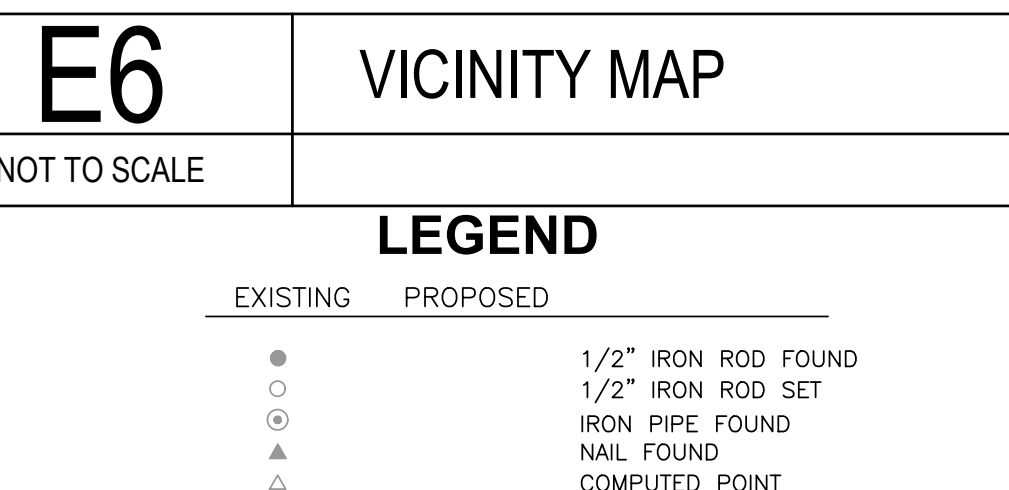 E6
VICINITY MAP
NOT TO SCALE
LEGEND
EXISTING PROPOSED
1/2" IRON ROD FOUND
1/2" IRON ROD SET
IRON PIPE FOUND
NAIL FOUND
COMPUTED POINT